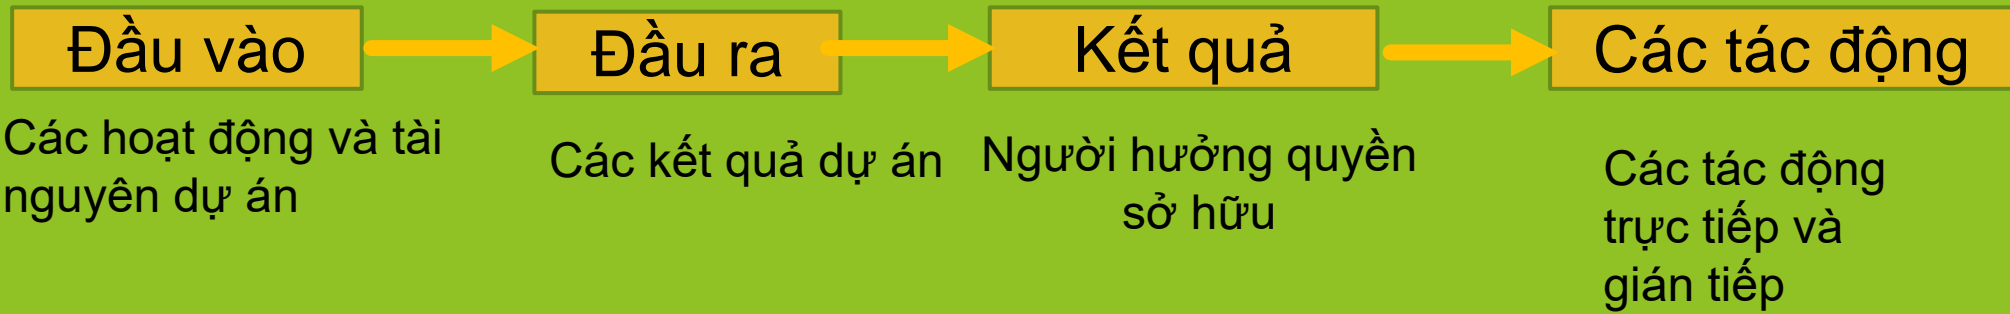 Đầu vào
Đầu ra
Kết quả
Các tác động
Các hoạt động và tài
nguyên dự án
Các kết quả dự án
Người hưởng quyền
sở hữu
Các tác động
trực tiếp và
gián tiếp